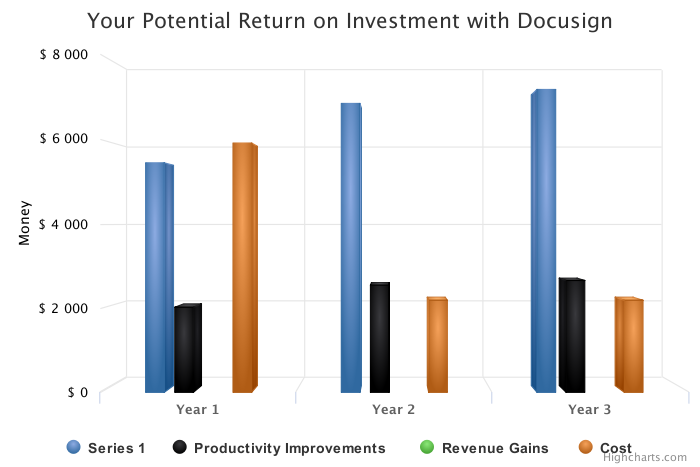 Your Potential Return on Investment with Docusign
$ 8 000
$ 6 000
$ 4 000
$ 2 000
$ 0
Money
Year 1
Year 2
Year 3
Series 1
Productivity Improvements
Revenue Gains
Cost
Highcharts.com